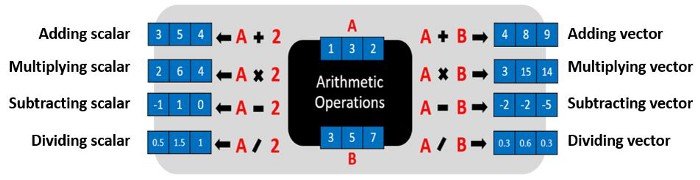 A
Adding scalar 3 5 4 A + 2 1 3 2 A + B 4 8 9 Adding vector
Multiplying scalar 2 6 4 A × 2 A × B 3 15 14 Multiplying vector
Arithmetic
Operations
Subtracting scalar -1 1 0 A - 2 A - B -2 -2 -5 Subtracting vector
Dividing scalar 0.5 1.5 1 A / 2 3 5 7 A / B 0.3 0.6 0.3 Dividing vector
B